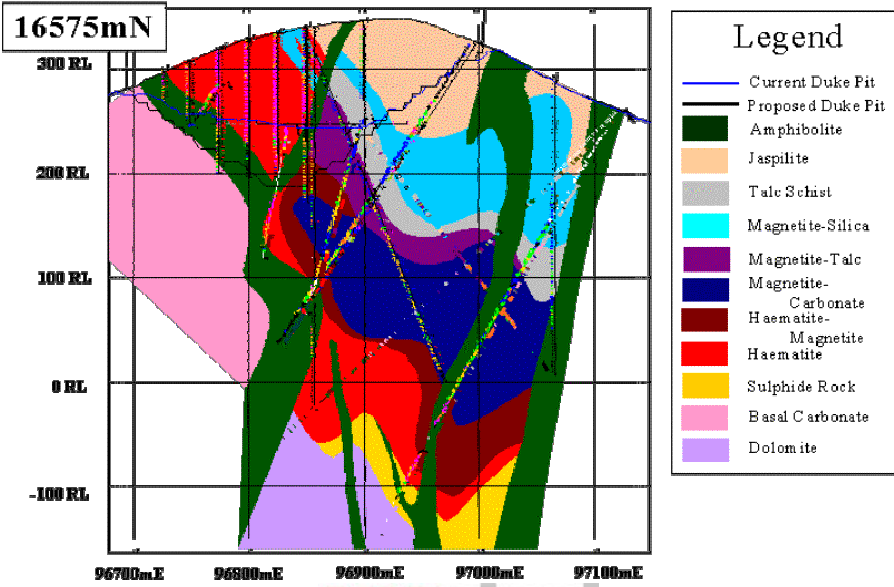 16575mN
300 RL
200 RL
100 RL
0 RL
-100 RL
96700mE 96800mE 96900mE 97000mE 97100mE
Legend
Current Duke Pit
Proposed Duke Pit
Amphibolite
Jaspilite
Talc Schist
Magnetite-Silica
Magnetite-Talc
Magnetite-
Carbonate
Haematite-
Magnetite
Haematite
Sulphide Rock
Basal Carbonate
Dolomite